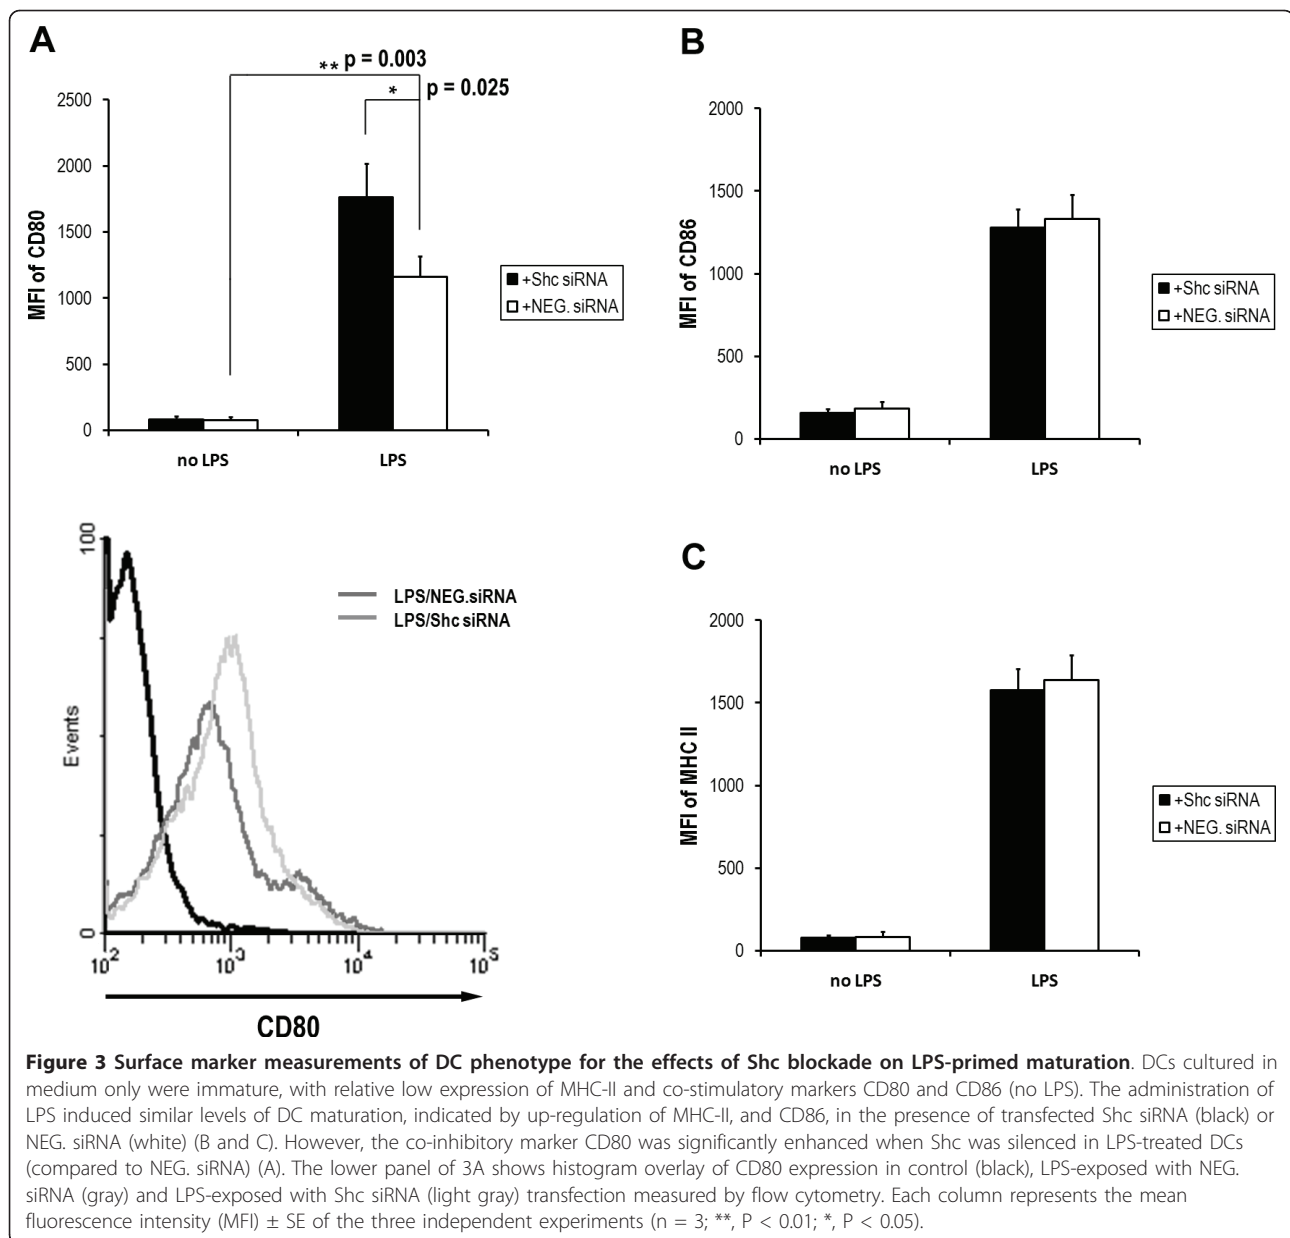 A
** p = 0.003
* p = 0.025
2500
2000
1500
1000
500
0
MFI of CD80
no LPS
LPS
+Shc siRNA
+NEG. siRNA
B
2000
1500
1000
500
0
MFI of CD86
no LPS
LPS
+Shc siRNA
+NEG. siRNA
100
0
Events
LPS/NEG.siRNA
LPS/Shc siRNA
10² 10³ 10⁴ 10⁵
CD80
C
2000
1500
1000
500
0
MFI of MHC II
no LPS
LPS
+Shc siRNA
+NEG. siRNA
Figure 3 Surface marker measurements of DC phenotype for the effects of Shc blockade on LPS-primed maturation. DCs cultured in
medium only were immature, with relative low expression of MHC-II and co-stimulatory markers CD80 and CD86 (no LPS). The administration of
LPS induced similar levels of DC maturation, indicated by up-regulation of MHC-II, and CD86, in the presence of transfected Shc siRNA (black) or
NEG. siRNA (white) (B and C). However, the co-inhibitory marker CD80 was significantly enhanced when Shc was silenced in LPS-treated DCs
(compared to NEG. siRNA) (A). The lower panel of 3A shows histogram overlay of CD80 expression in control (black), LPS-exposed with NEG.
siRNA (gray) and LPS-exposed with Shc siRNA (light gray) transfection measured by flow cytometry. Each column represents the mean
fluorescence intensity (MFI) ± SE of the three independent experiments (n = 3; **, P < 0.01; *, P < 0.05).